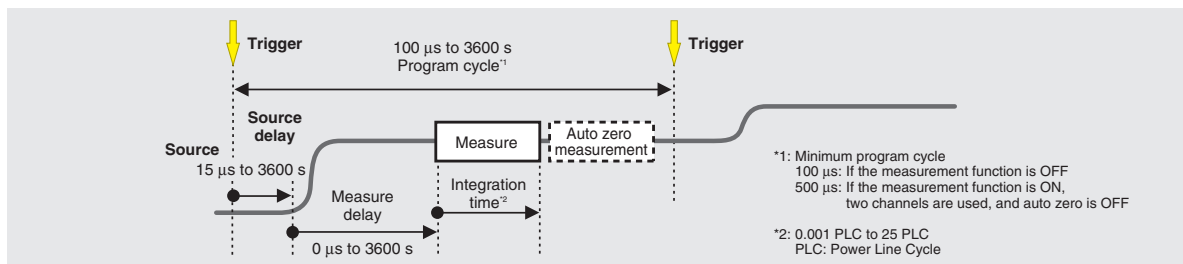 Trigger
100 μs to 3600 s
Program cycle*1
Trigger
Source
delay
Source
15 μs to 3600 s
Measure
delay
0 μs to 3600 s
Measure
Integration
time*2
Auto zero
measurement
*1: Minimum program cycle
100 μs: If the measurement function is OFF
500 μs: If the measurement function is ON,
two channels are used, and auto zero is OFF
*2: 0.001 PLC to 25 PLC
PLC: Power Line Cycle